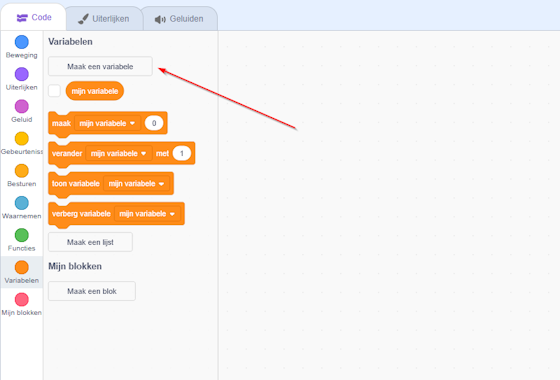 Code
Uiterlijken
Geluiden
Beweging
Uiterlijken
Geluid
Gebeurteniss
Besturen
Waarnemen
Functies
Variabelen
Mijn blokken
Variabelen
Maak een variabele
mijn variabele
maak mijn variabele 0
verander mijn variabele met 1
toon variabele mijn variabele
verberg variabele mijn variabele
Maak een lijst
Mijn blokken
Maak een blok